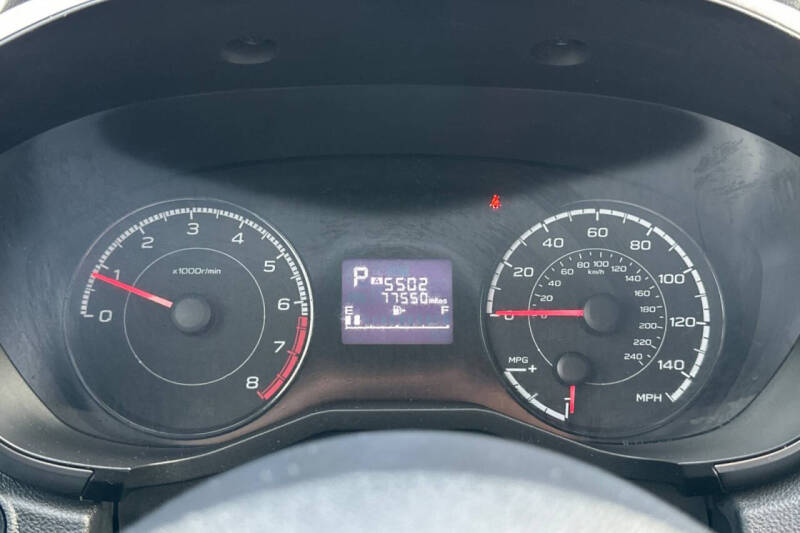 0 1 2 3 4 5 6 7 8
x1000r/min
P A 5502
77550 miles
E F
0 20 40 60 80 100 120 140
MPH
0 20 40 60 80 100 120 140 160 180 200 220 240
km/h
MPG
- +